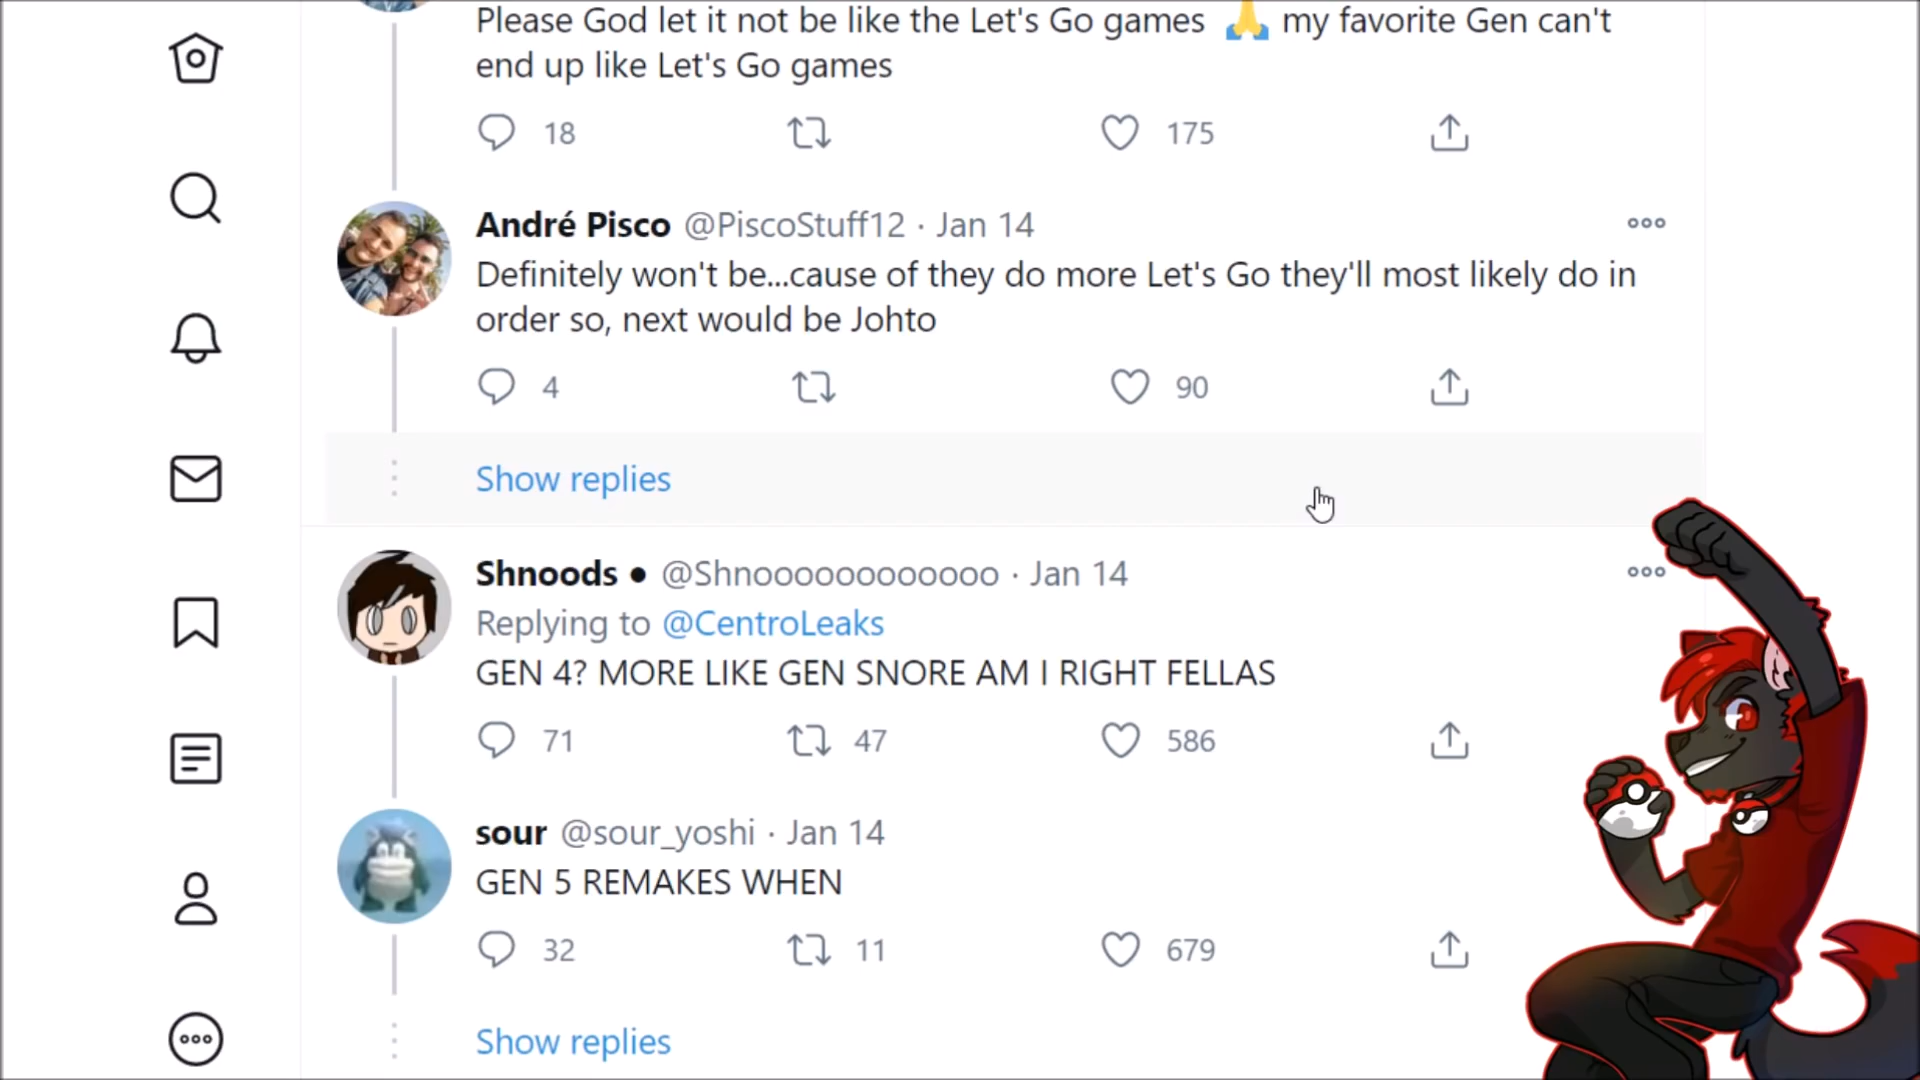 Please God let it not be like the Let's Go games 🙏 my favorite Gen can't
end up like Let's Go games
18 175
André Pisco @PiscoStuff12 · Jan 14
Definitely won't be...cause of they do more Let's Go they'll most likely do in
order so, next would be Johto
4 90
Show replies
Shnoods ● @Shnoooooooooooo · Jan 14
Replying to @CentroLeaks
GEN 4? MORE LIKE GEN SNORE AM I RIGHT FELLAS
71 47 586
sour @sour_yoshi · Jan 14
GEN 5 REMAKES WHEN
32 11 679
Show replies